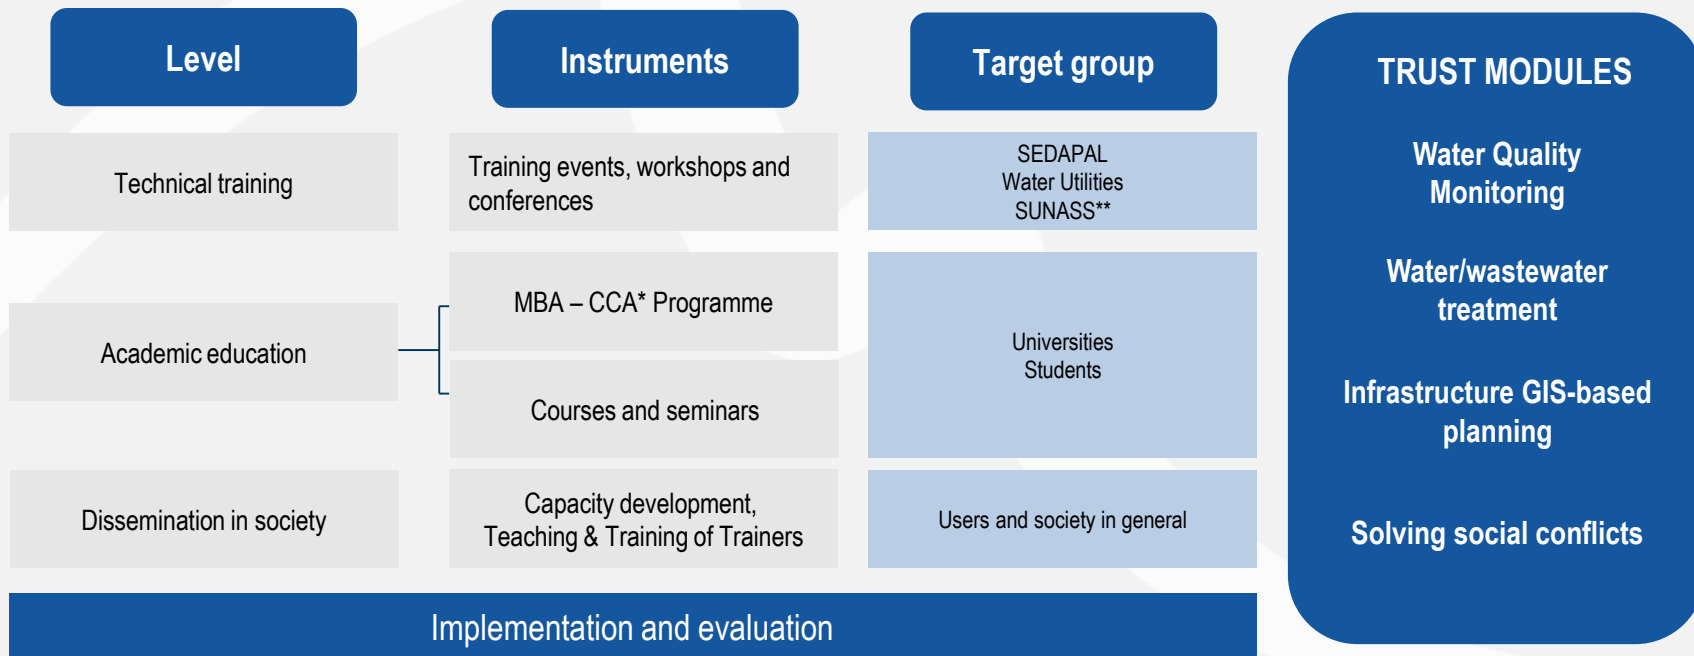 Level
Instruments
Target group
Technical training
Training events, workshops and
conferences
SEDAPAL
Water Utilities
SUNASS**
Academic education
MBA – CCA* Programme
Courses and seminars
Universities
Students
Dissemination in society
Capacity development,
Teaching & Training of Trainers
Users and society in general
Implementation and evaluation
TRUST MODULES
Water Quality
Monitoring
Water/wastewater
treatment
Infrastructure GIS-based
planning
Solving social conflicts